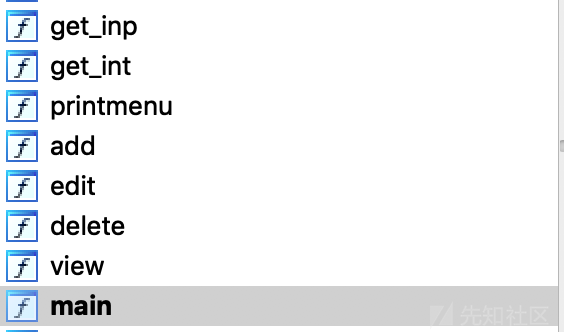 get_inp
get_int
printmenu
add
edit
delete
view
main
先知社区